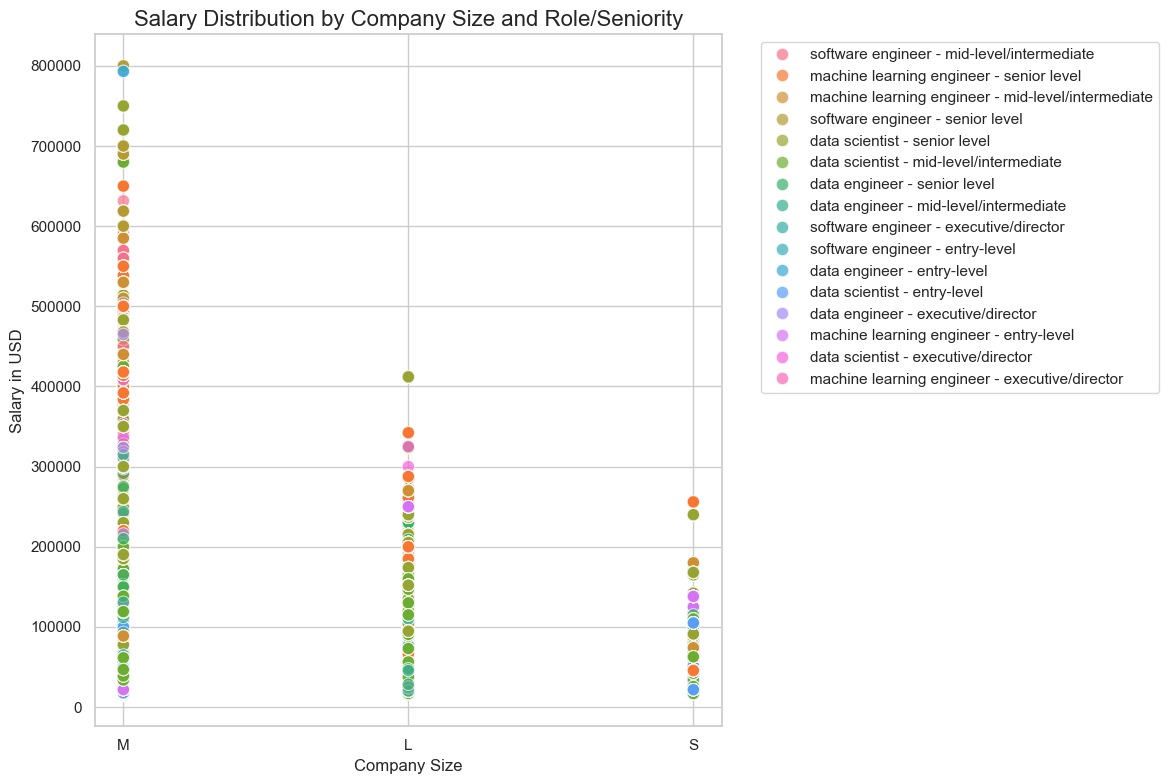 Salary Distribution by Company Size and Role/Seniority
800000
700000
600000
500000
400000
300000
200000
100000
0
Salary in USD
M
L
S
Company Size
software engineer - mid-level/intermediate
machine learning engineer - senior level
machine learning engineer - mid-level/intermediate
software engineer - senior level
data scientist - senior level
data scientist - mid-level/intermediate
data engineer - senior level
data engineer - mid-level/intermediate
software engineer - executive/director
software engineer - entry-level
data engineer - entry-level
data scientist - entry-level
data engineer - executive/director
machine learning engineer - entry-level
data scientist - executive/director
machine learning engineer - executive/director